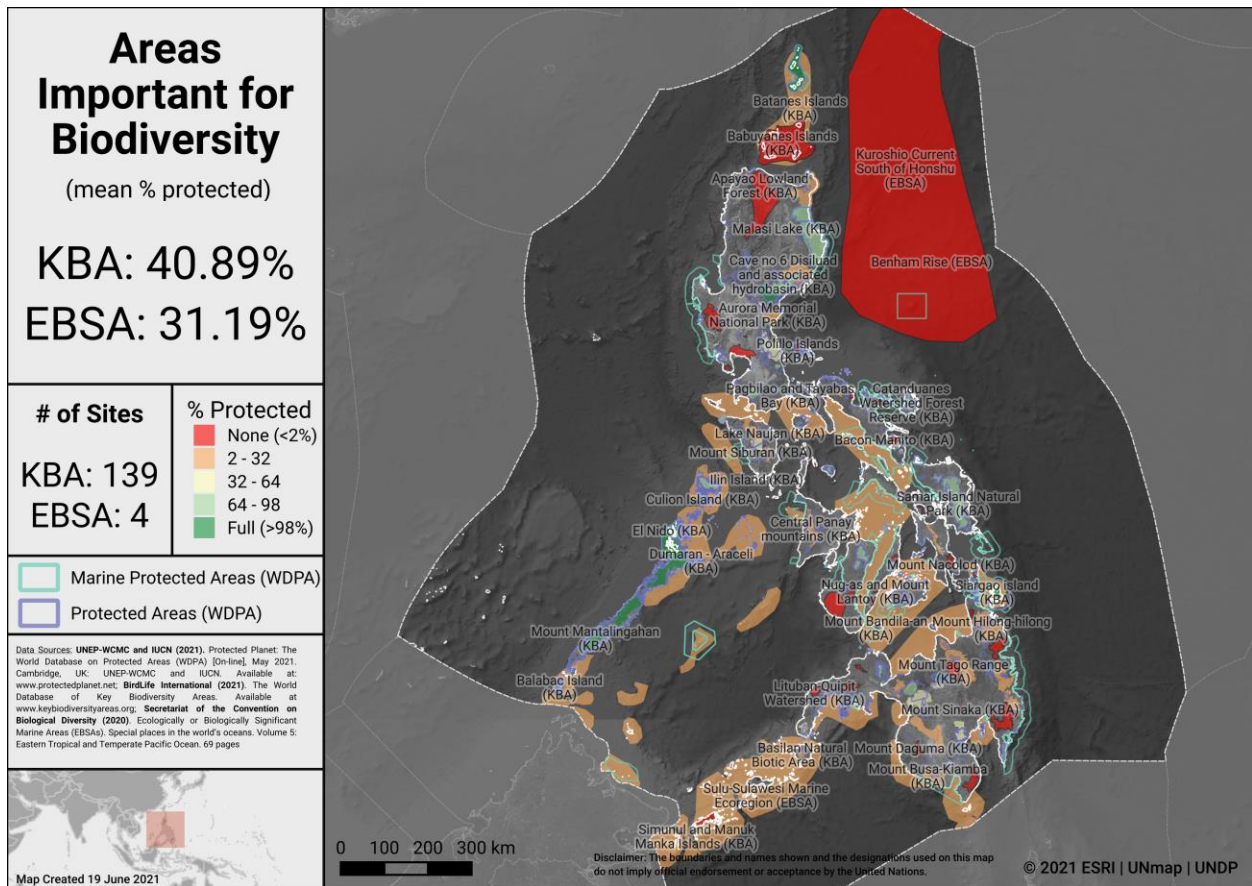 Areas
Important for
Biodiversity
(mean % protected)
KBA: 40.89%
EBSA: 31.19%
# of Sites
KBA: 139
EBSA: 4
% Protected
None (<2%)
2 - 32
32 - 64
64 - 98
Full (>98%)
Marine Protected Areas (WDPA)
Protected Areas (WDPA)
Data Sources: UNEP-WCMC and IUCN (2021). Protected Planet: The
World Database on Protected Areas (WDPA) [On-line], May 2021.
Cambridge, UK: UNEP-WCMC and IUCN. Available at:
www.protectedplanet.net; BirdLife International (2021). The World
Database of Key Biodiversity Areas. Available at
www.keybiodiversityareas.org; Secretariat of the Convention on
Biological Diversity (2020). Ecologically or Biologically Significant
Marine Areas (EBSAs). Special places in the world's oceans. Volume 5:
Eastern Tropical and Temperate Pacific Ocean. 69 pages
Map Created 19 June 2021
Batanes Islands
(KBA)
Babuyanes Islands
(KBA)
Kuroshio Current
South of Honshu
(EBSA)
Apayao Lowland
Forest (KBA)
Malasi Lake (KBA)
Benham Rise (EBSA)
Cave no 6 Disiluad
and associated
hydrobasin (KBA)
Aurora Memorial
National Park (KBA)
Polillo Islands
(KBA)
Pagbilao and Tayabas
Bay (KBA)
Catanduanes
Watershed Forest
Reserve (KBA)
Lake Naujan (KBA)
Bacon-Manito (KBA)
Mount Siburan (KBA)
Ilin Island (KBA)
Culion Island (KBA)
Samar Island Natural
Park (KBA)
El Nido (KBA)
Central Panay
mountains (KBA)
Dumaran - Araceli
(KBA)
Mount Nacolod (KBA)
Nug-as and Mount
Lantoy (KBA)
Siargao island
(KBA)
Mount Bandila-an
(KBA)
Mount Hilong-hilong
(KBA)
Mount Mantalingahan
(KBA)
Mount Tago Range
(KBA)
Balabac Island
(KBA)
Lituban-Quipit
Watershed (KBA)
Mount Sinaka (KBA)
Basilan Natural
Biotic Area (KBA)
Mount Daguma (KBA)
Mount Busa-Kiamba
(KBA)
Sulu-Sulawesi Marine
Ecoregion (EBSA)
Simunul and Manuk
Manka Islands (KBA)
0 100 200 300 km
Disclaimer: The boundaries and names shown and the designations used on this map
do not imply official endorsement or acceptance by the United Nations.
© 2021 ESRI | UNmap | UNDP